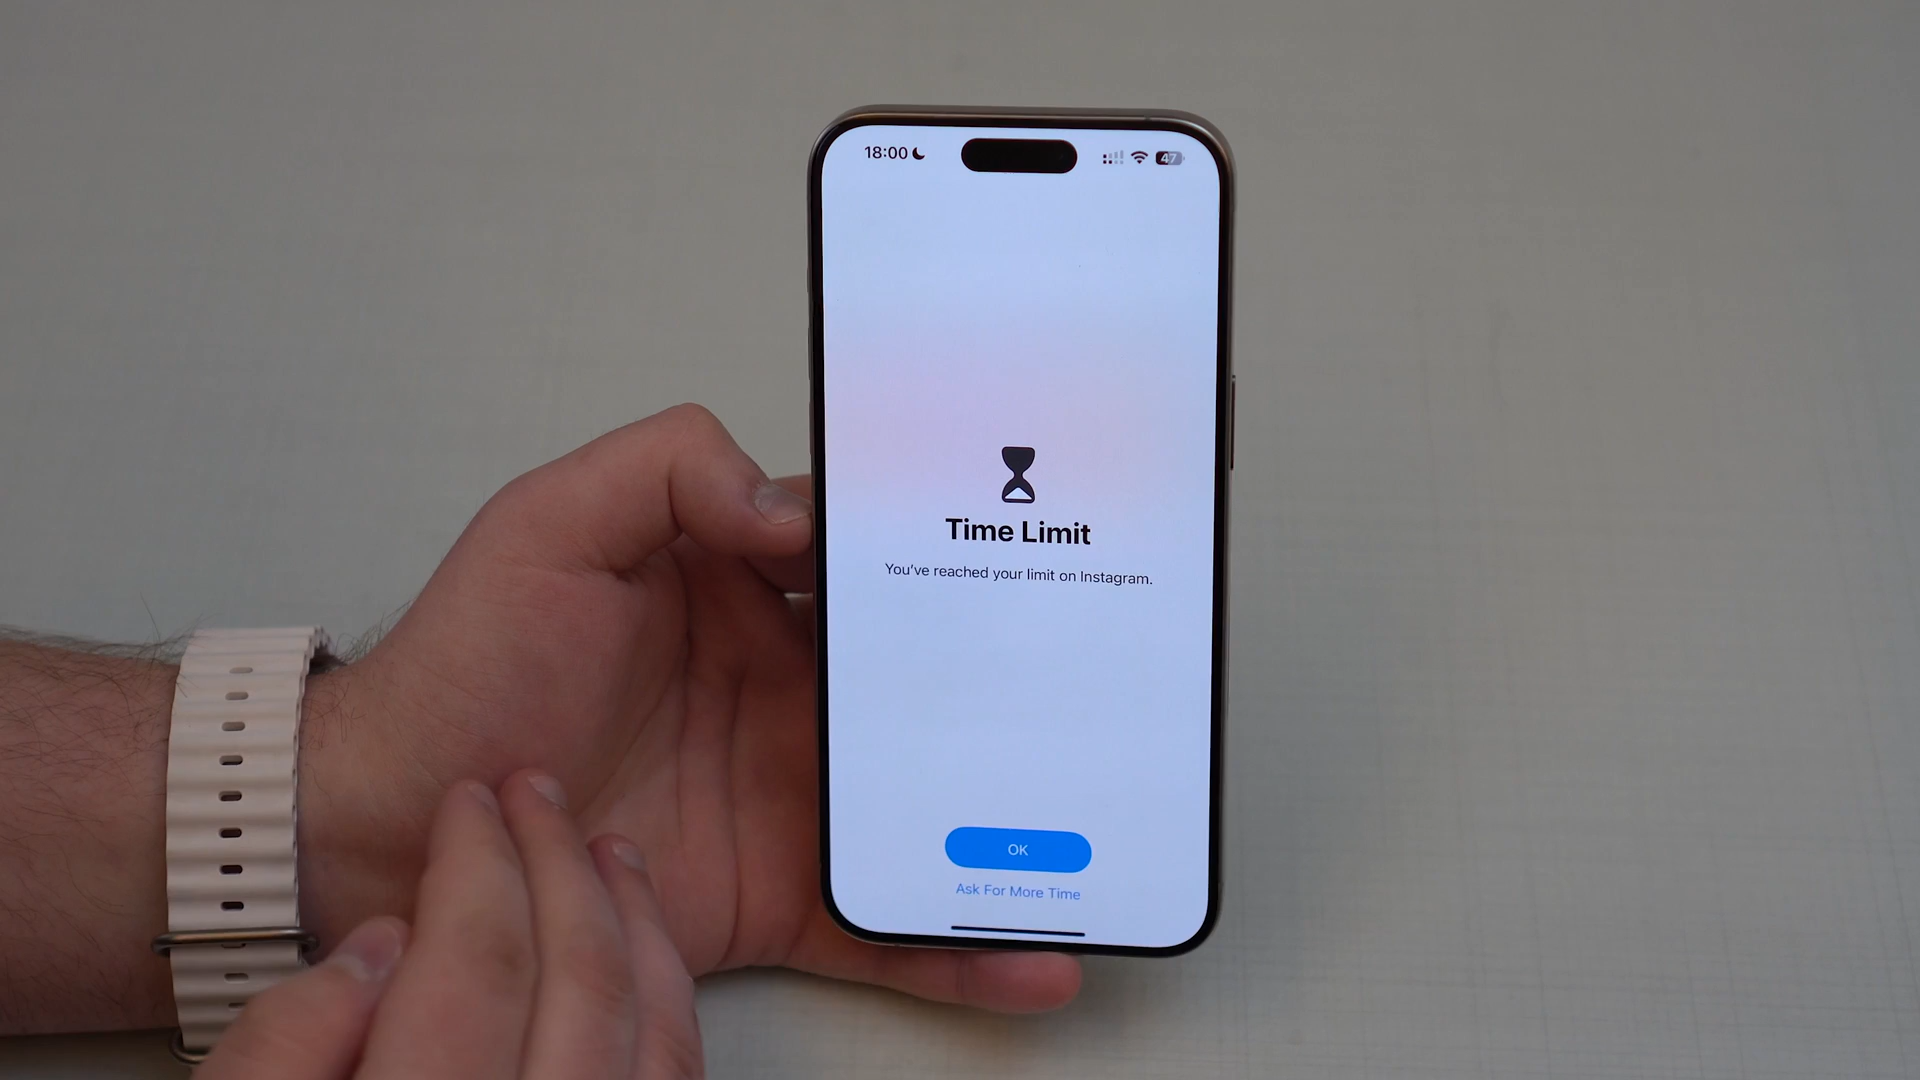 18:00
47
Time Limit
You've reached your limit on Instagram.
OK
Ask For More Time